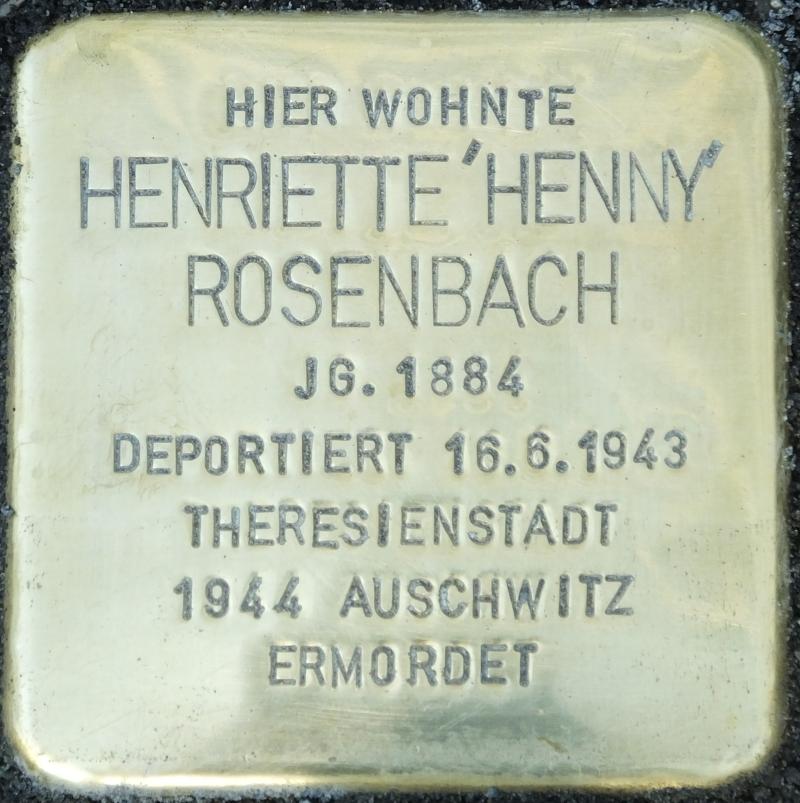 HIER WOHNTE
HENRIETTE 'HENNY'
ROSENBACH
JG. 1884
DEPORTIERT 16.6.1943
THERESIENSTADT
1944 AUSCHWITZ
ERMORDET